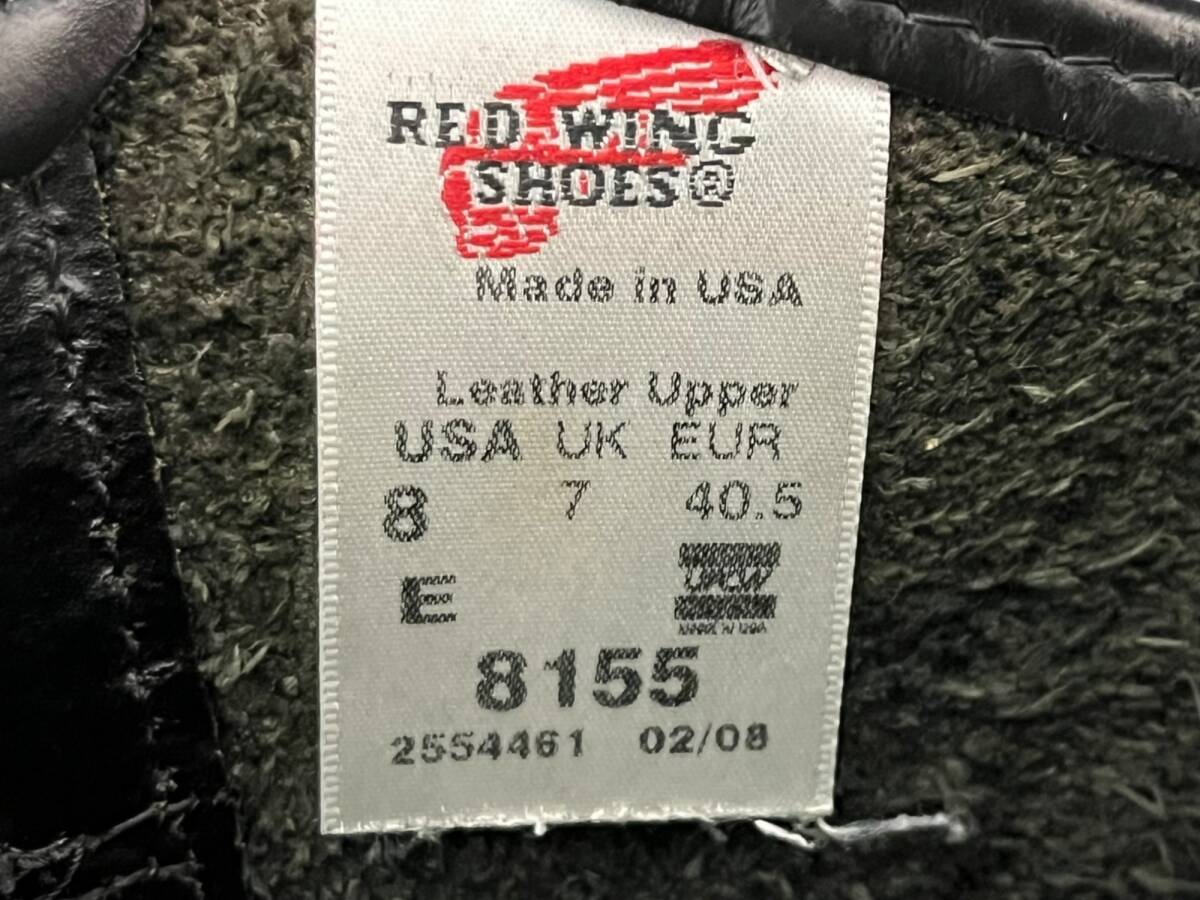 RED WING
SHOES®
Made in USA
Leather Upper
USA UK EUR
8 7 40.5
E
8155
2554461 02/08